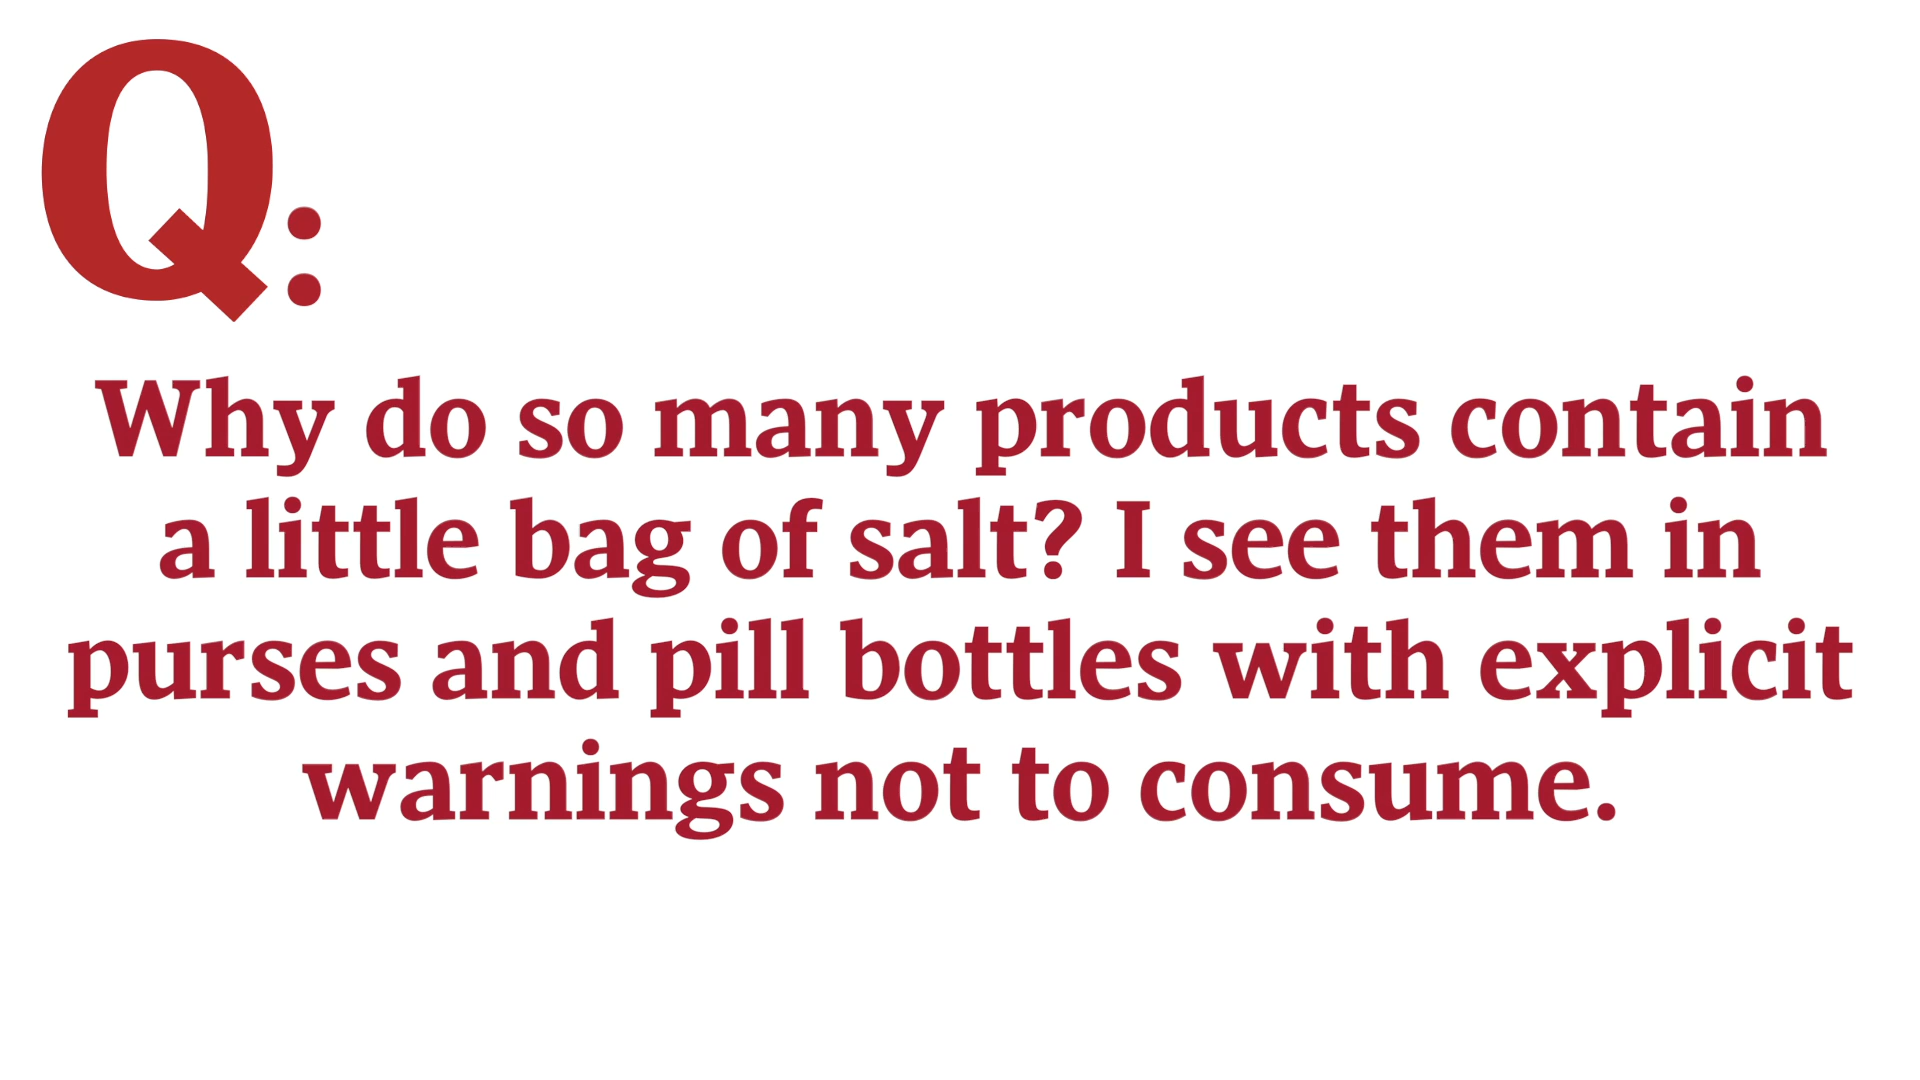 Q:
Why do so many products contain
a little bag of salt? I see them in
purses and pill bottles with explicit
warnings not to consume.